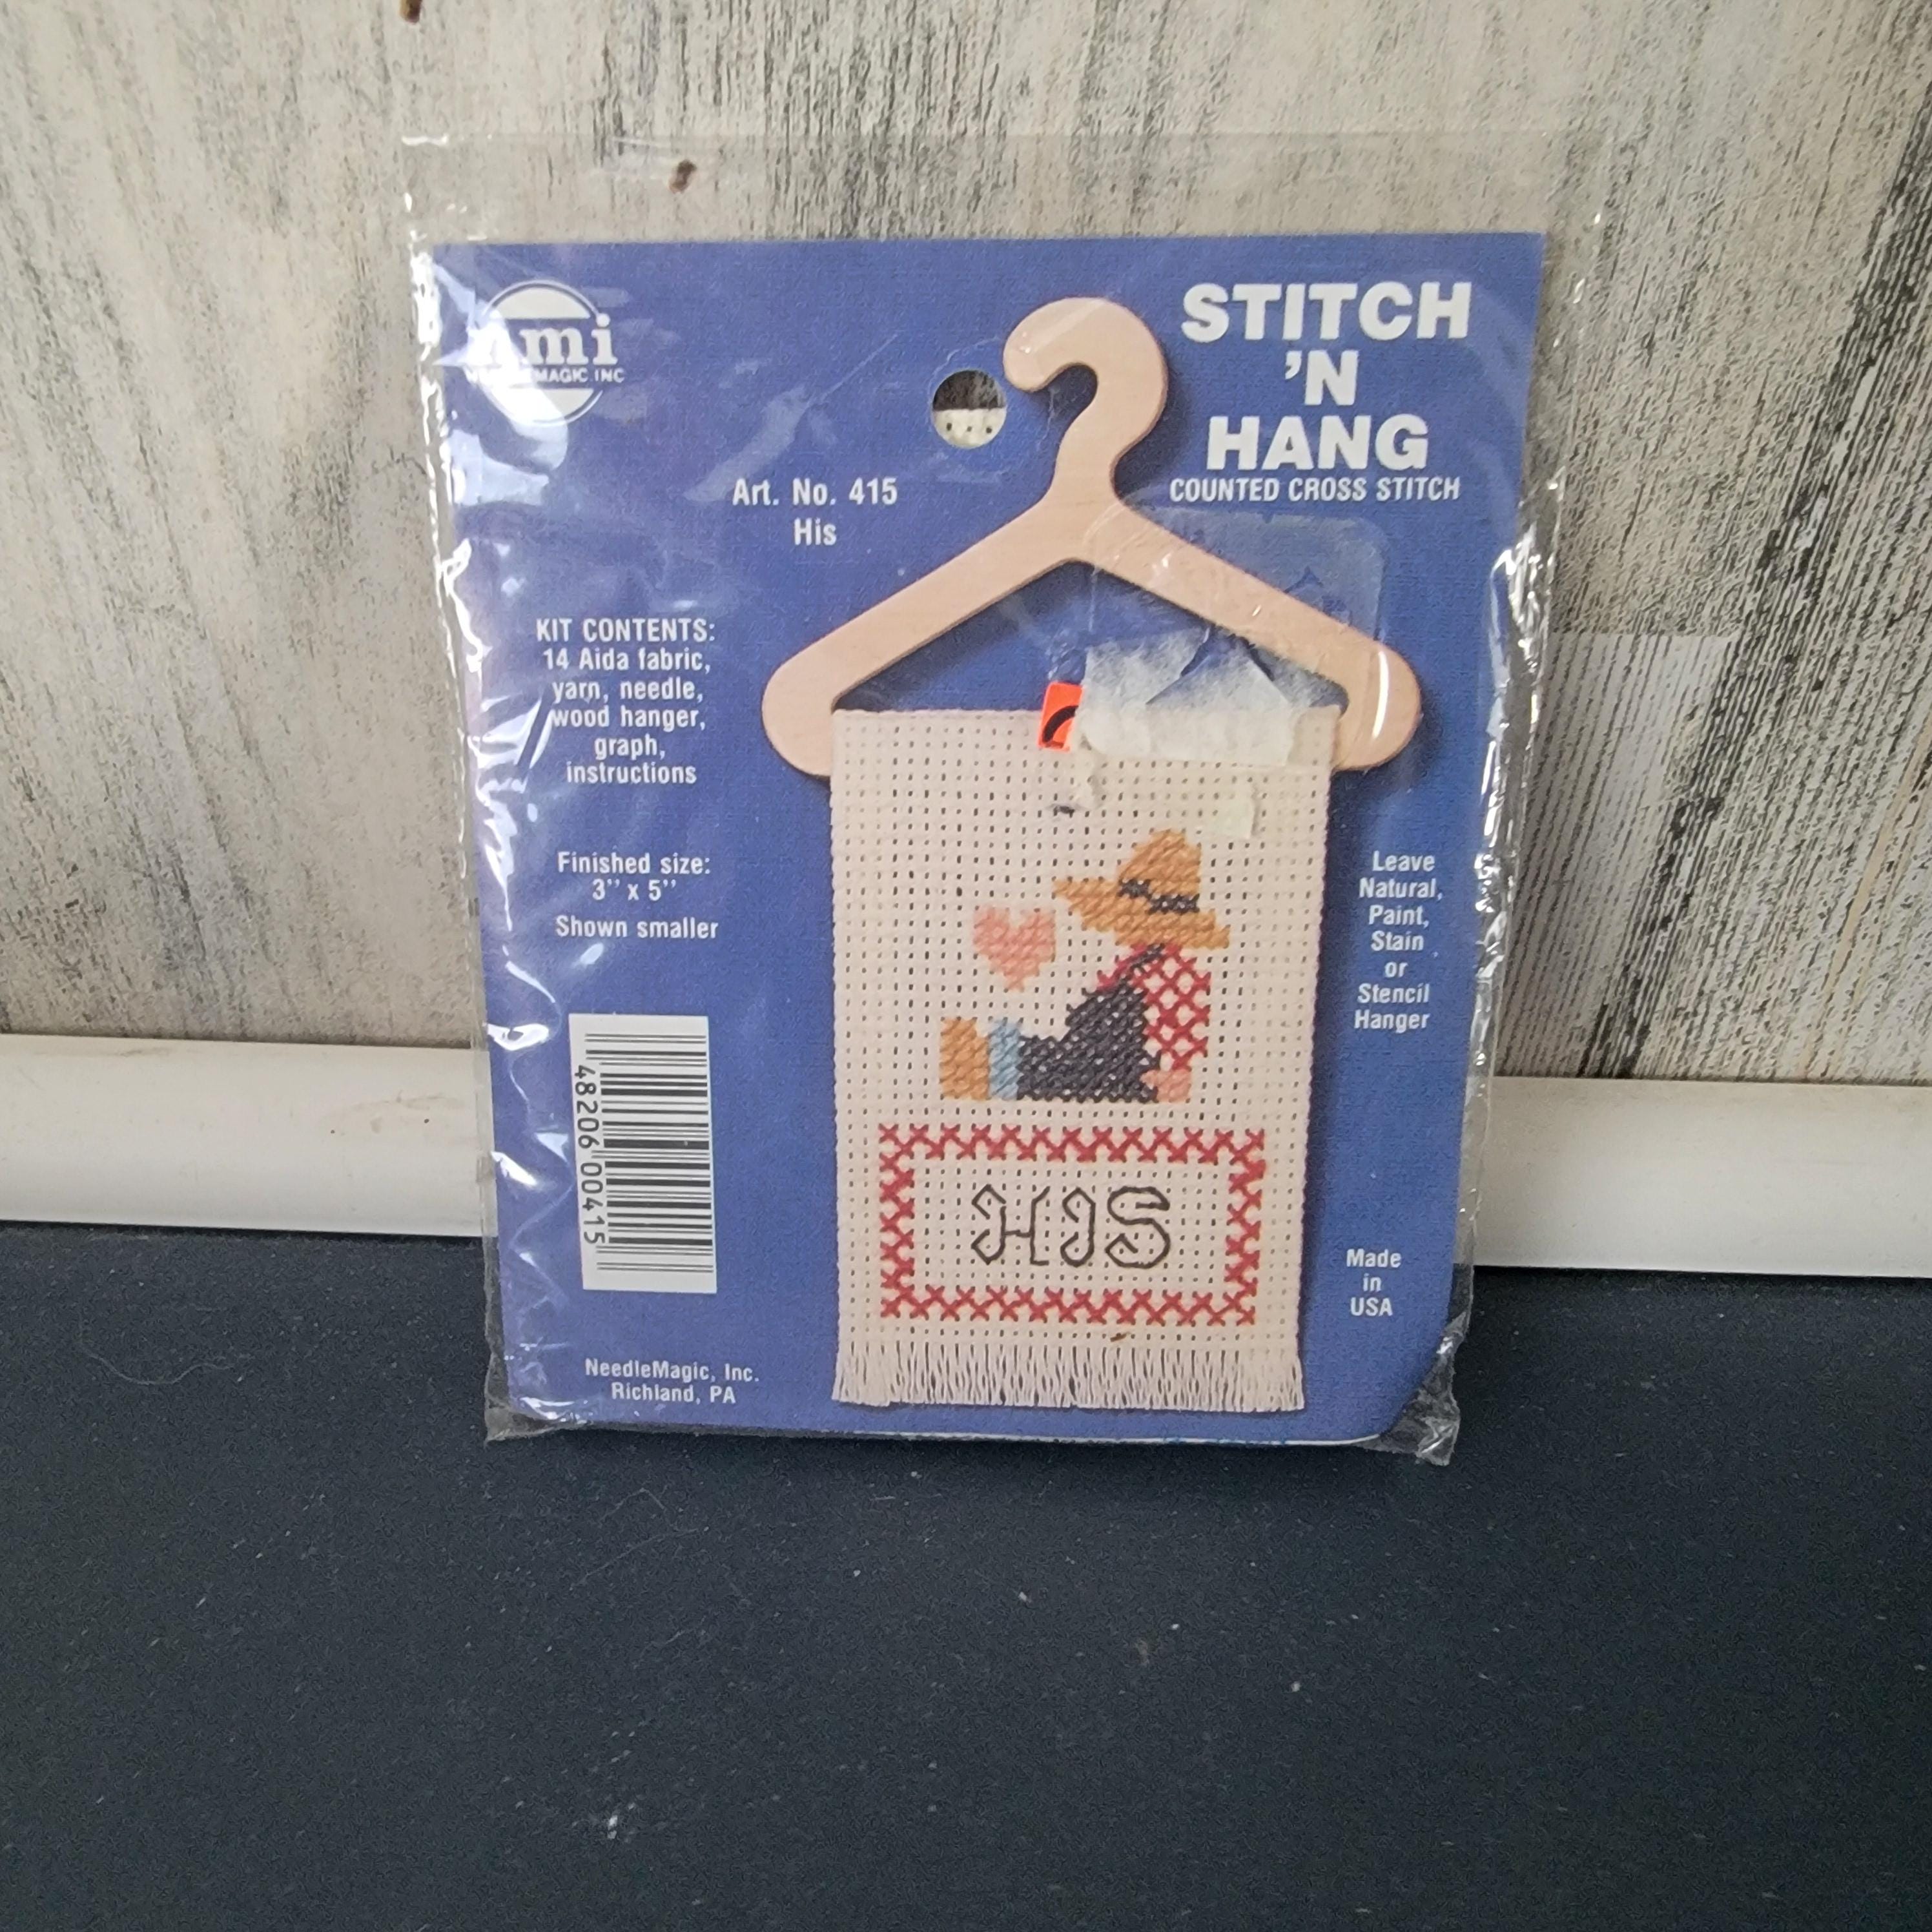 mi
MAGIC INC
STITCH
'N
HANG
COUNTED CROSS STITCH
Art. No. 415
His
KIT CONTENTS:
14 Aida fabric,
yarn, needle,
wood hanger,
graph,
instructions
Finished size:
3" x 5"
Shown smaller
Leave
Natural,
Paint,
Stain
or
Stencil
Hanger
HIS
48206 00415
Made
in
USA
NeedleMagic, Inc.
Richland, PA